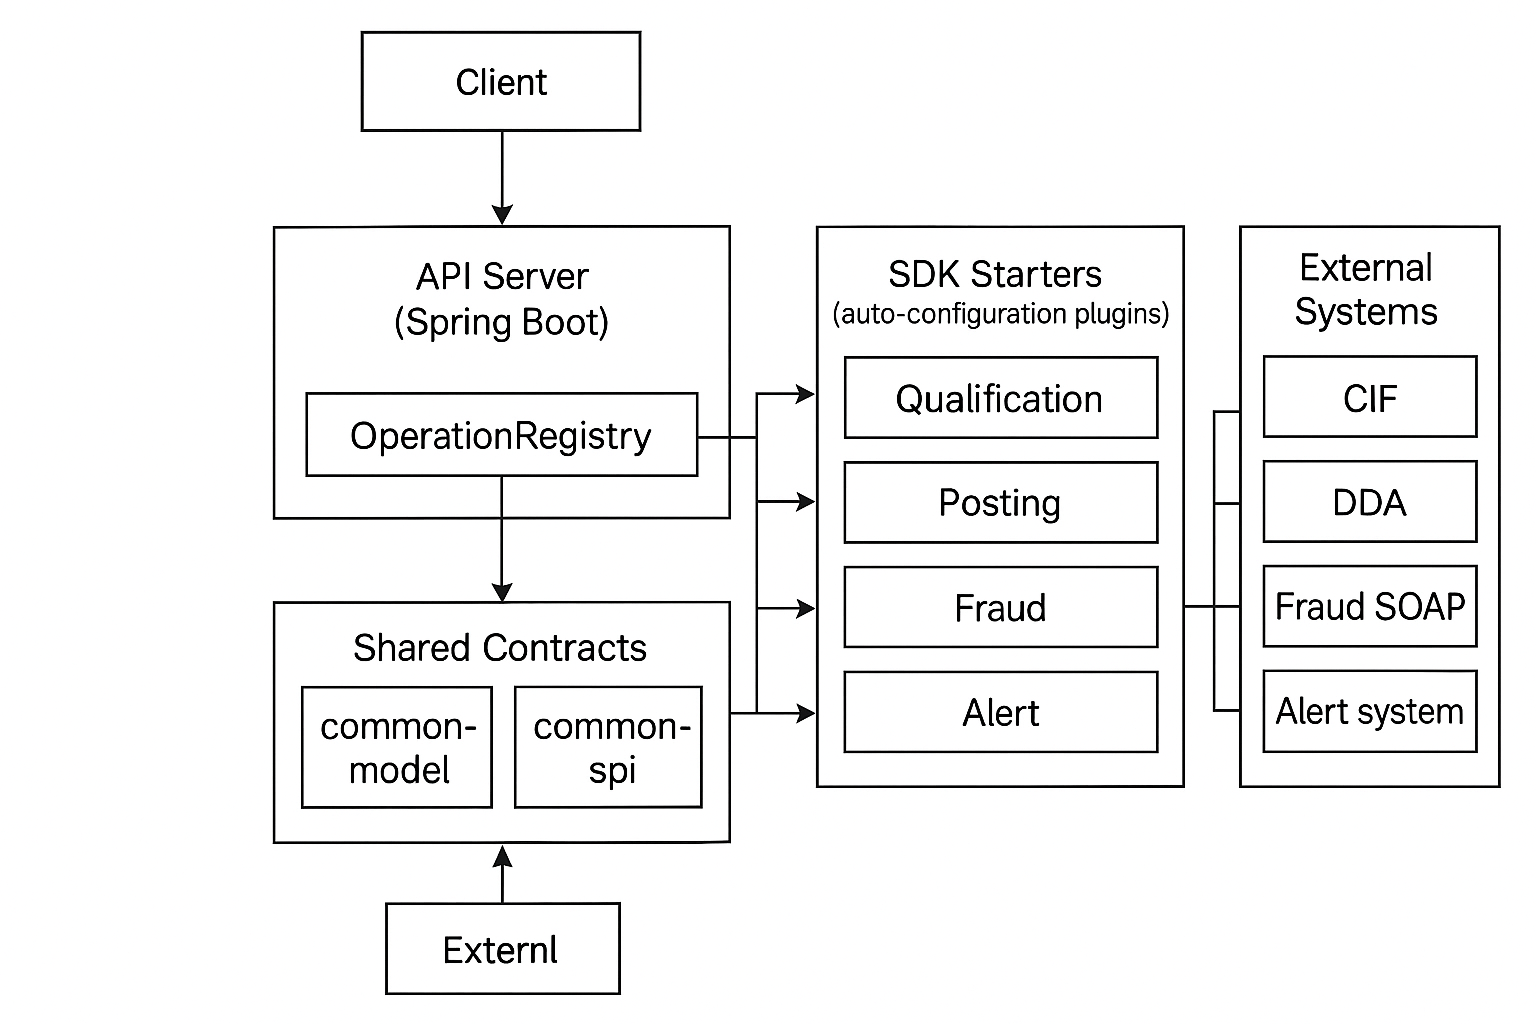 Client
API Server
(Spring Boot)
OperationRegistry
Shared Contracts
common-
model
common-
spi
Externl
SDK Starters
(auto-configuration plugins)
Qualification
Posting
Fraud
Alert
External
Systems
CIF
DDA
Fraud SOAP
Alert system